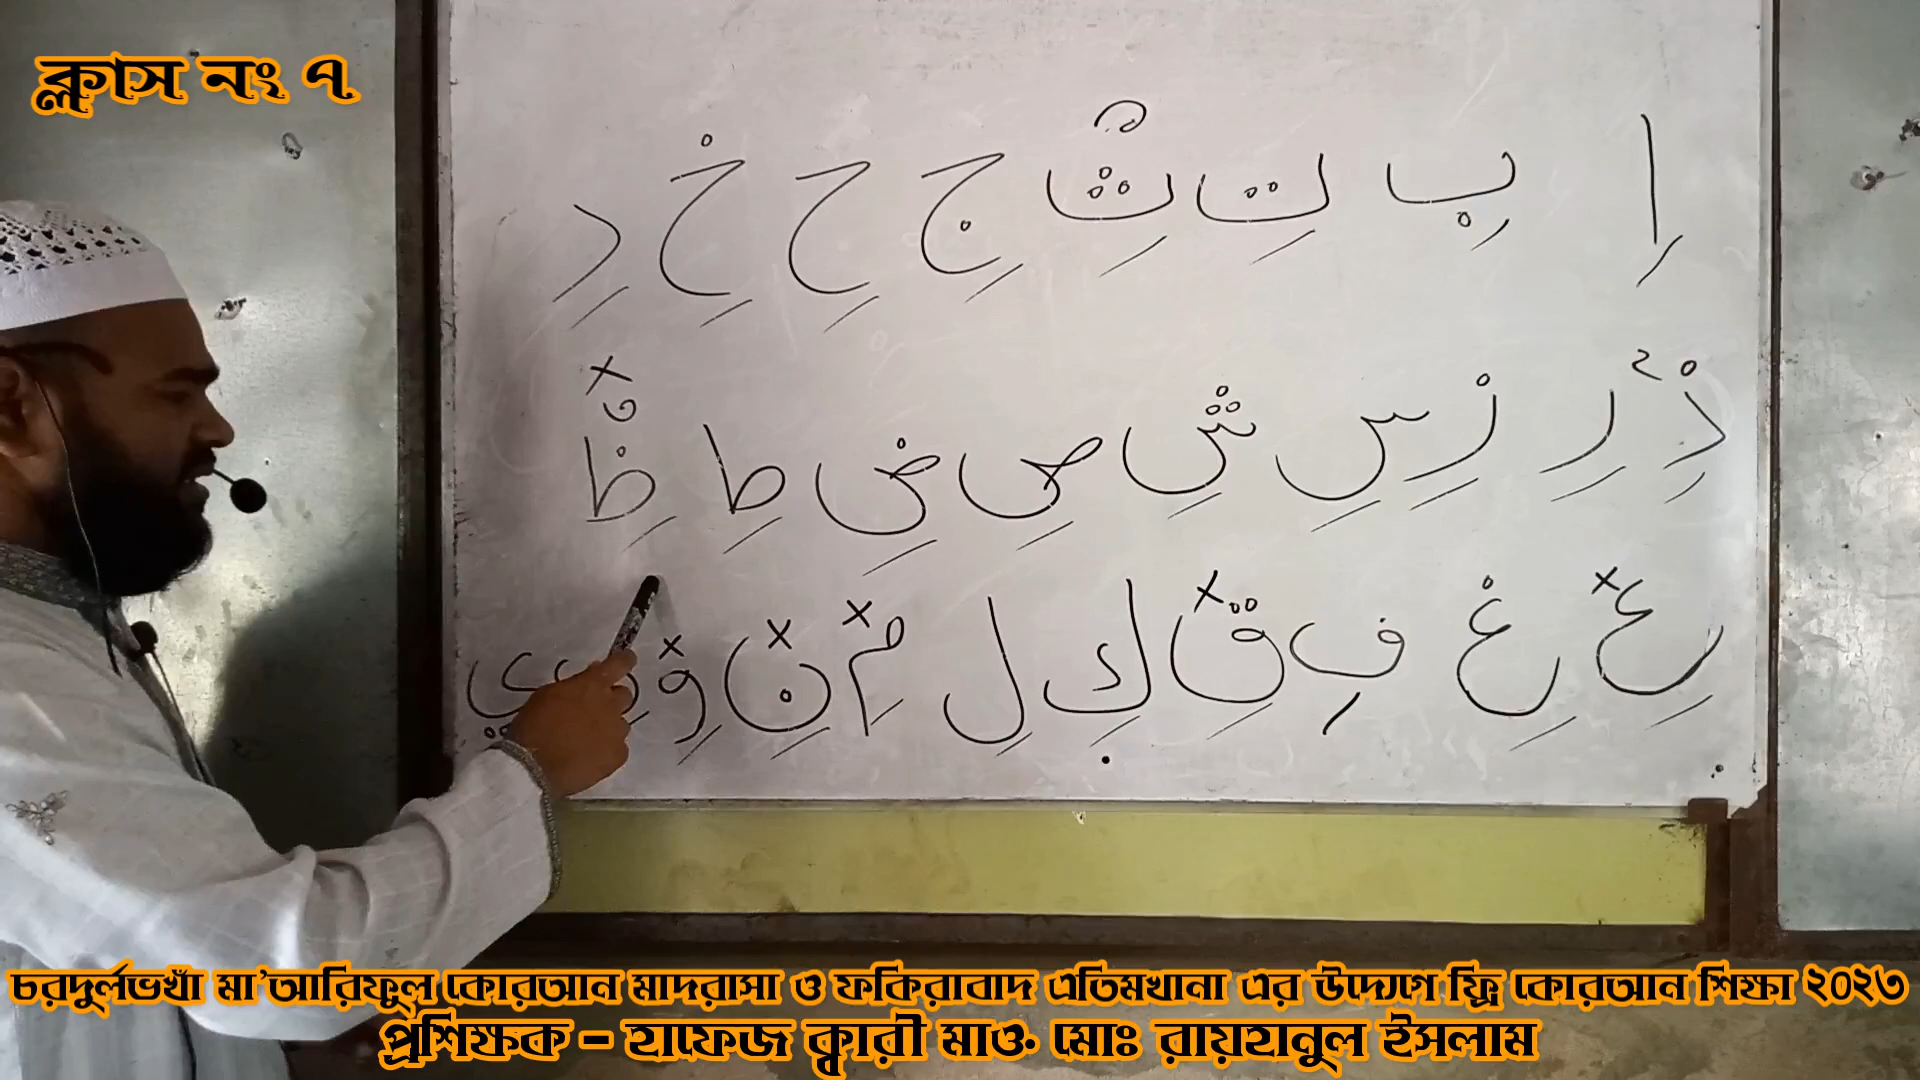 ক্লাস নং ৭
اِ بِ تِ ثِ جِ حِ خِ دِ
ذِ رِ زِ سِ شِ صِ ضِ طِ ظِ
عِ غِ فِ قِ كِ لِ مِ نِ وِ يِ
চরদুর্লভখাঁ মা'আরিফুল কোরআন মাদরাসা ও ফকিরাবাদ এতিমখানা এর উদ্যেগে ফ্রি কোরআন শিক্ষা ২০২৩
প্রশিক্ষক - হাফেজ ক্বারী মাওঃ মোঃ রায়হানুল ইসলাম